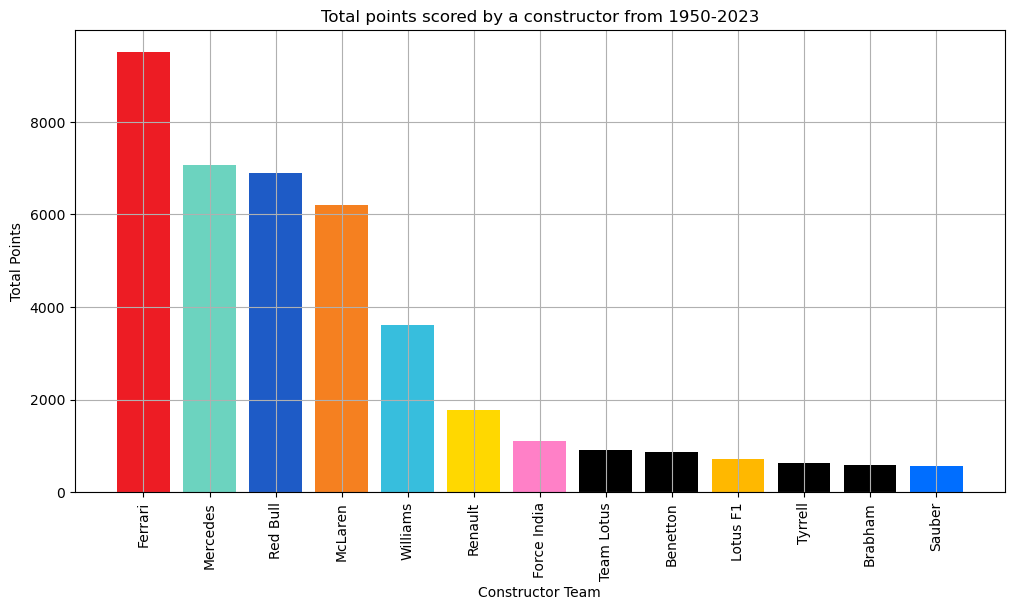 Total points scored by a constructor from 1950-2023
Total Points
8000
6000
4000
2000
0
Ferrari
Mercedes
Red Bull
McLaren
Williams
Renault
Force India
Team Lotus
Benetton
Lotus F1
Tyrrell
Brabham
Sauber
Constructor Team